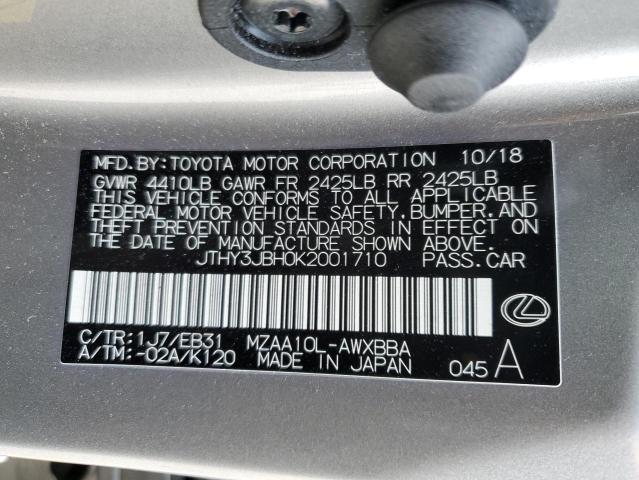 MFD. BY: TOYOTA MOTOR CORPORATION 10/18
GVWR 4410LB GAWR FR 2425LB RR 2425LB
THIS VEHICLE CONFORMS TO ALL APPLICABLE
FEDERAL MOTOR VEHICLE SAFETY, BUMPER, AND
THEFT PREVENTION STANDARDS IN EFFECT ON
THE DATE OF MANUFACTURE SHOWN ABOVE.
JTHY3JBH0K2001710 PASS. CAR
C/TR: 1J7/EB31 MZAA10L-AWXBBA
A/TM: -02A/K120 MADE IN JAPAN 045 A